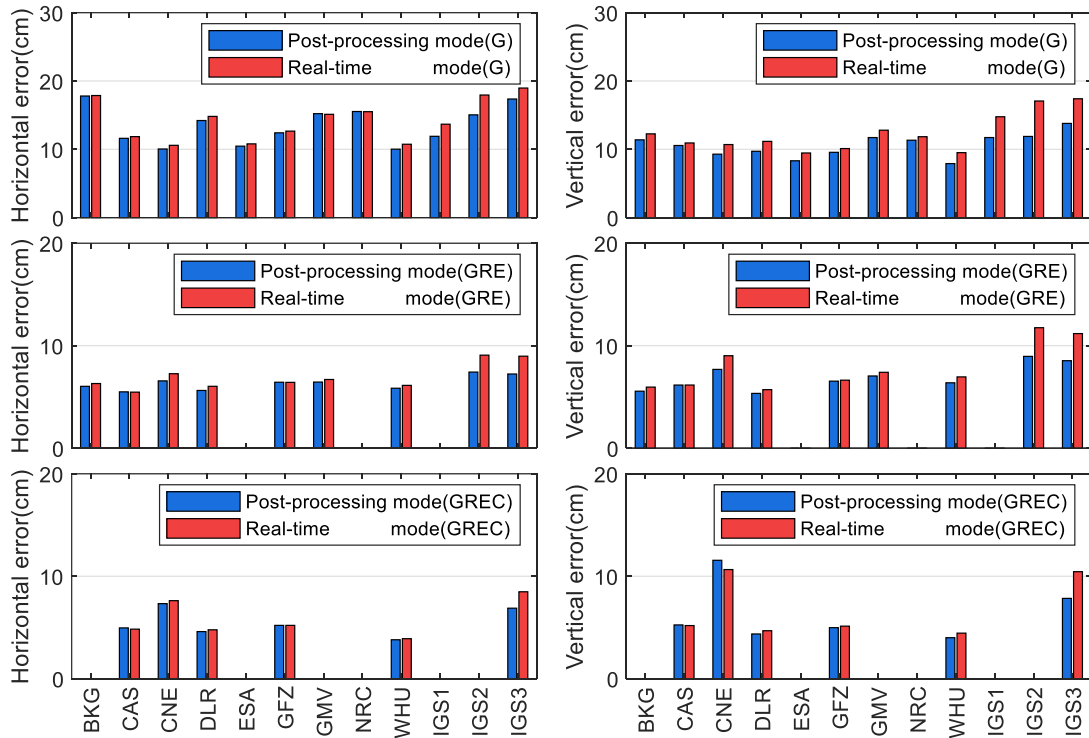 Horizontal error(cm)
30
20
10
0
Post-processing mode(G)
Real-time mode(G)
Vertical error(cm)
30
20
10
0
Post-processing mode(G)
Real-time mode(G)
Horizontal error(cm)
20
10
0
Post-processing mode(GRE)
Real-time mode(GRE)
Vertical error(cm)
20
10
0
Post-processing mode(GRE)
Real-time mode(GRE)
Horizontal error(cm)
20
10
0
Post-processing mode(GREC)
Real-time mode(GREC)
BKG
CAS
CNE
DLR
ESA
GFZ
GMV
NRC
WHU
IGS1
IGS2
IGS3
Vertical error(cm)
20
10
0
Post-processing mode(GREC)
Real-time mode(GREC)
BKG
CAS
CNE
DLR
ESA
GFZ
GMV
NRC
WHU
IGS1
IGS2
IGS3